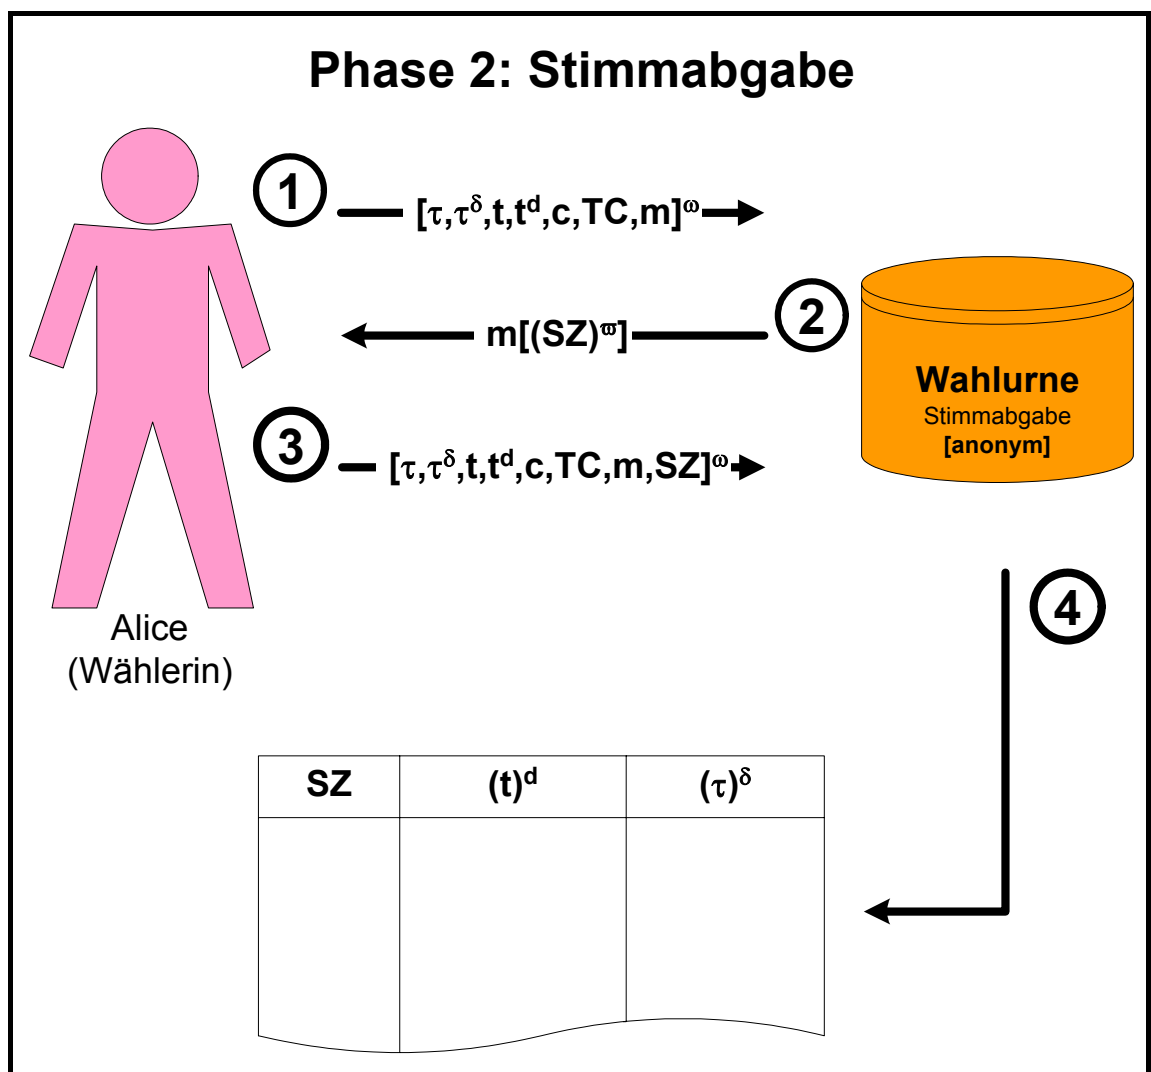 Phase 2: Stimmabgabe
1
[τ,τ^δ,t,t^d,c,TC,m]^ω
2
m[(SZ)^ϖ]
Wahlurne
Stimmabgabe
[anonym]
3
[τ,τ^δ,t,t^d,c,TC,m,SZ]^ω
4
Alice
(Wählerin)
SZ (t)^d (τ)^δ